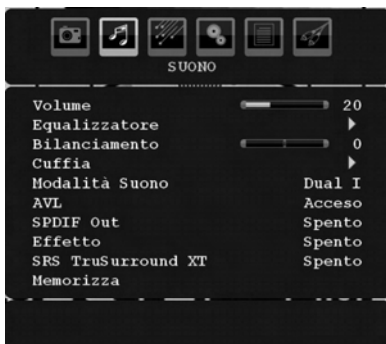 SUONO
Volume 20
Equalizzatore
Bilanciamento 0
Cuffia
Modalità Suono Dual I
AVL Acceso
SPDIF Out Spento
Effetto Spento
SRS TruSurround XT Spento
Memorizza